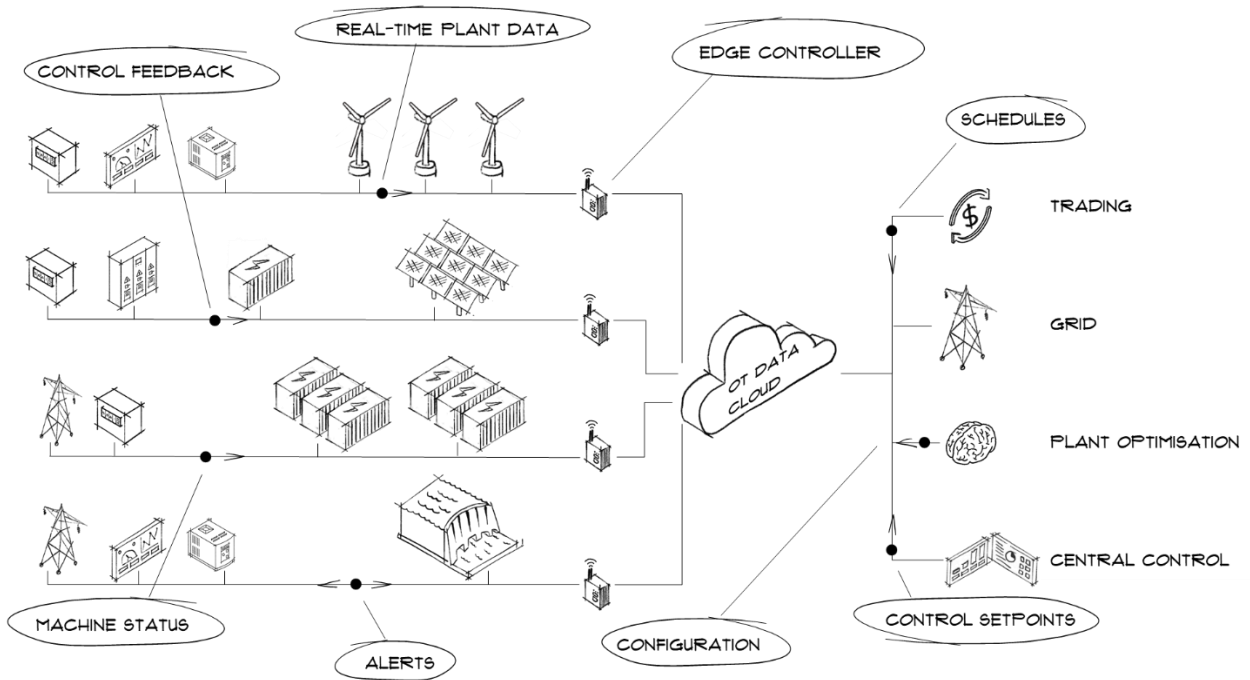 REAL-TIME PLANT DATA
EDGE CONTROLLER
CONTROL FEEDBACK
SCHEDULES
TRADING
$
GRID
OT DATA
CLOUD
PLANT OPTIMISATION
CENTRAL CONTROL
MACHINE STATUS
CONTROL SETPOINTS
CONFIGURATION
ALERTS